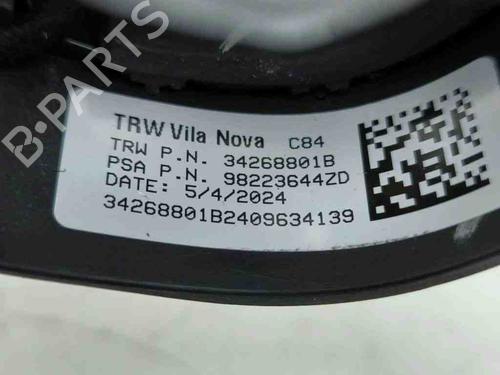 TRW Vila Nova C84
TRW P.N. 34268801B
PSA P.N. 98223644ZD
DATE: 5/4/2024
34268801B2409634139
B-PARTS